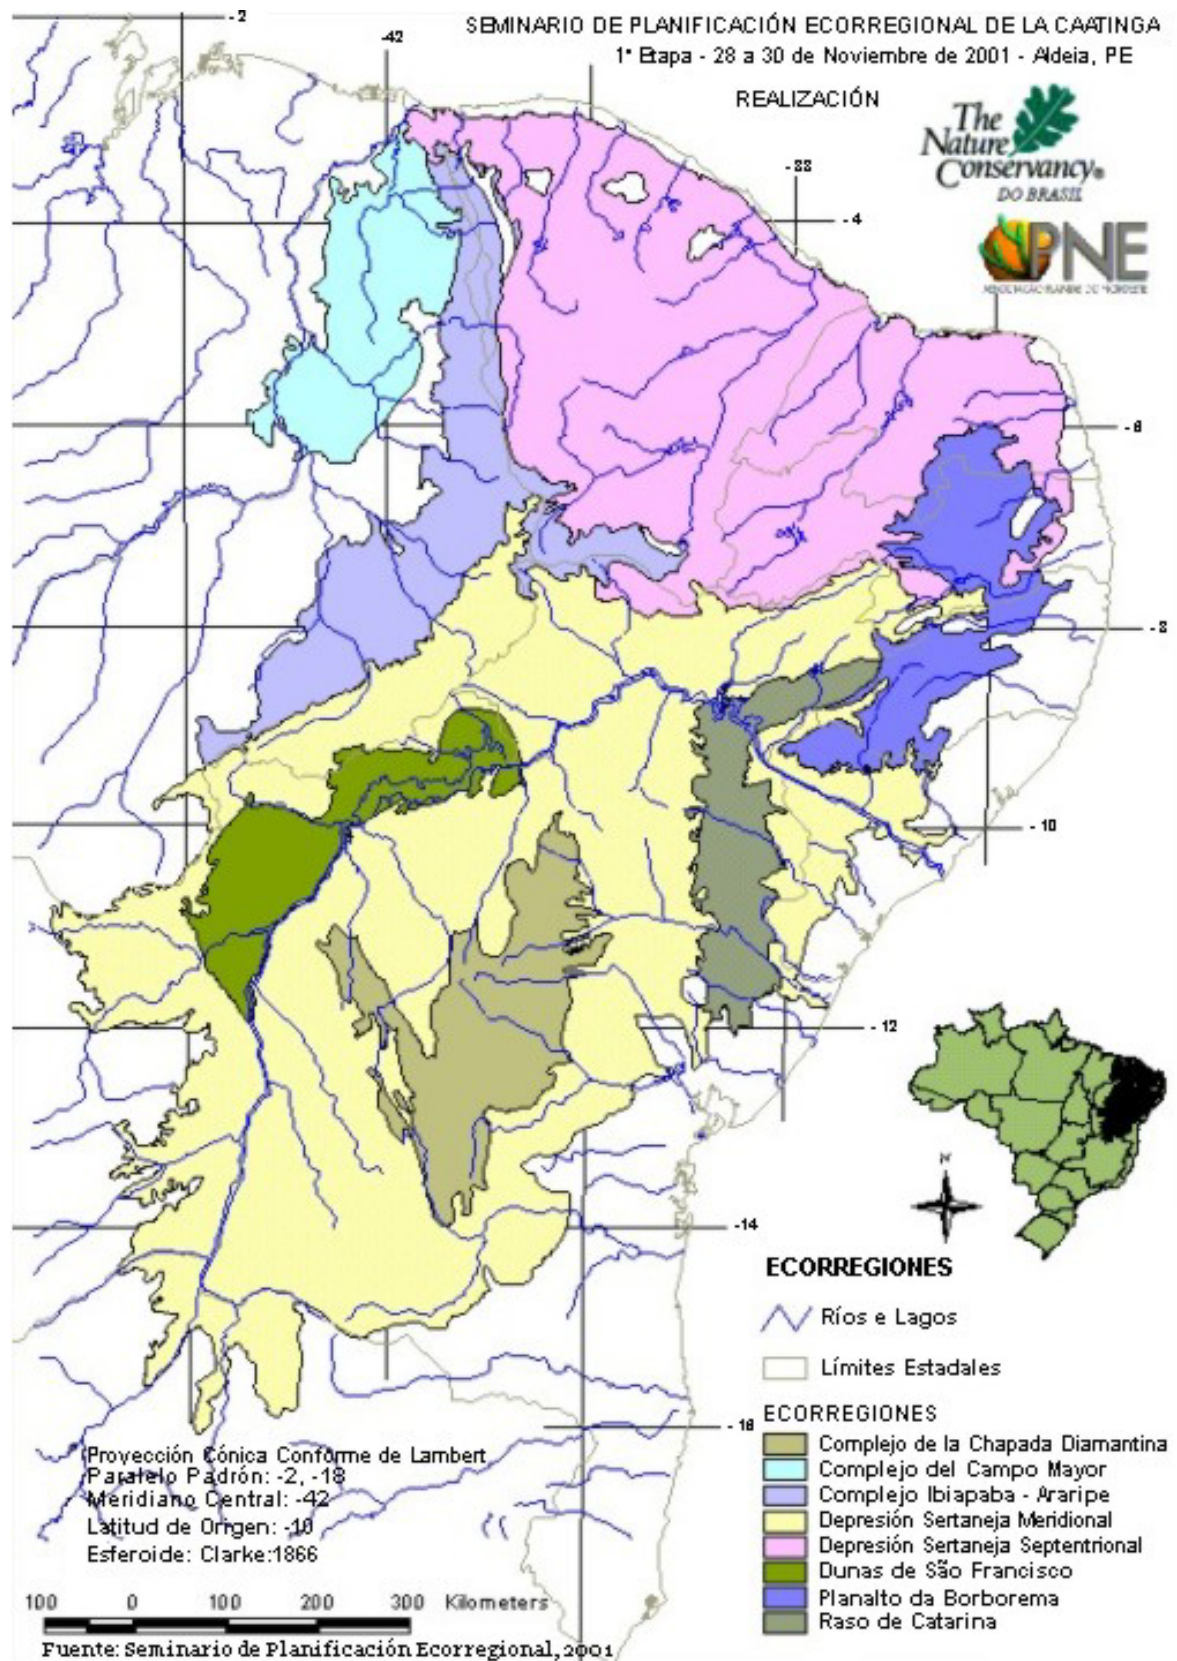 SEMINARIO DE PLANIFICACIÓN ECORREGIONAL DE LA CAATINGA
1ª Etapa - 28 a 30 de Noviembre de 2001 - Aldeia, PE
REALIZACIÓN
The
Nature
Conservancy®
DO BRASIL
PNE
-2
-42
-38
-4
-6
-8
-10
-12
-14
-16
N
ECORREGIONES
Ríos e Lagos
Límites Estadales
ECORREGIONES
Complejo de la Chapada Diamantina
Complejo del Campo Mayor
Complejo Ibiapaba - Araripe
Depresión Sertaneja Meridional
Depresión Sertaneja Septentrional
Dunas de São Francisco
Planalto da Borborema
Raso de Catarina
Proyección Cónica Conforme de Lambert
Paralelo Padrón: -2, -18
Meridiano Central: -42
Latitud de Origen: -10
Esferoide: Clarke:1866
100 0 100 200 300 Kilometers
Fuente: Seminario de Planificación Ecorregional, 2001